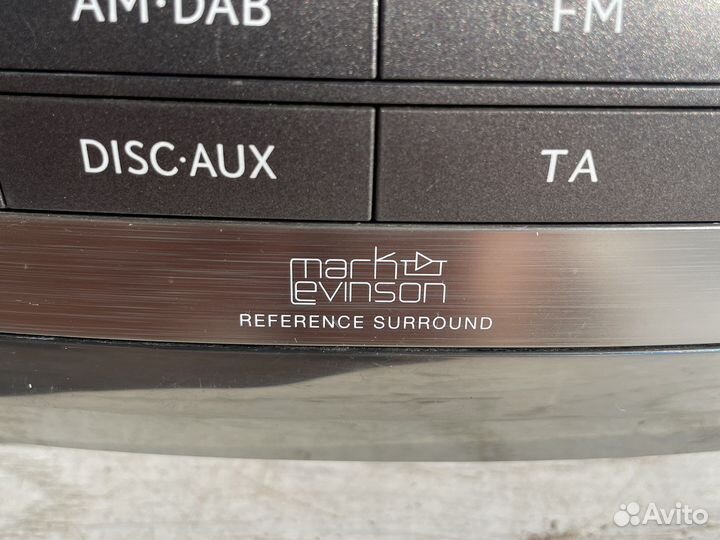 AM·DAB FM
DISC·AUX TA
mark
Levinson
REFERENCE SURROUND
Avito